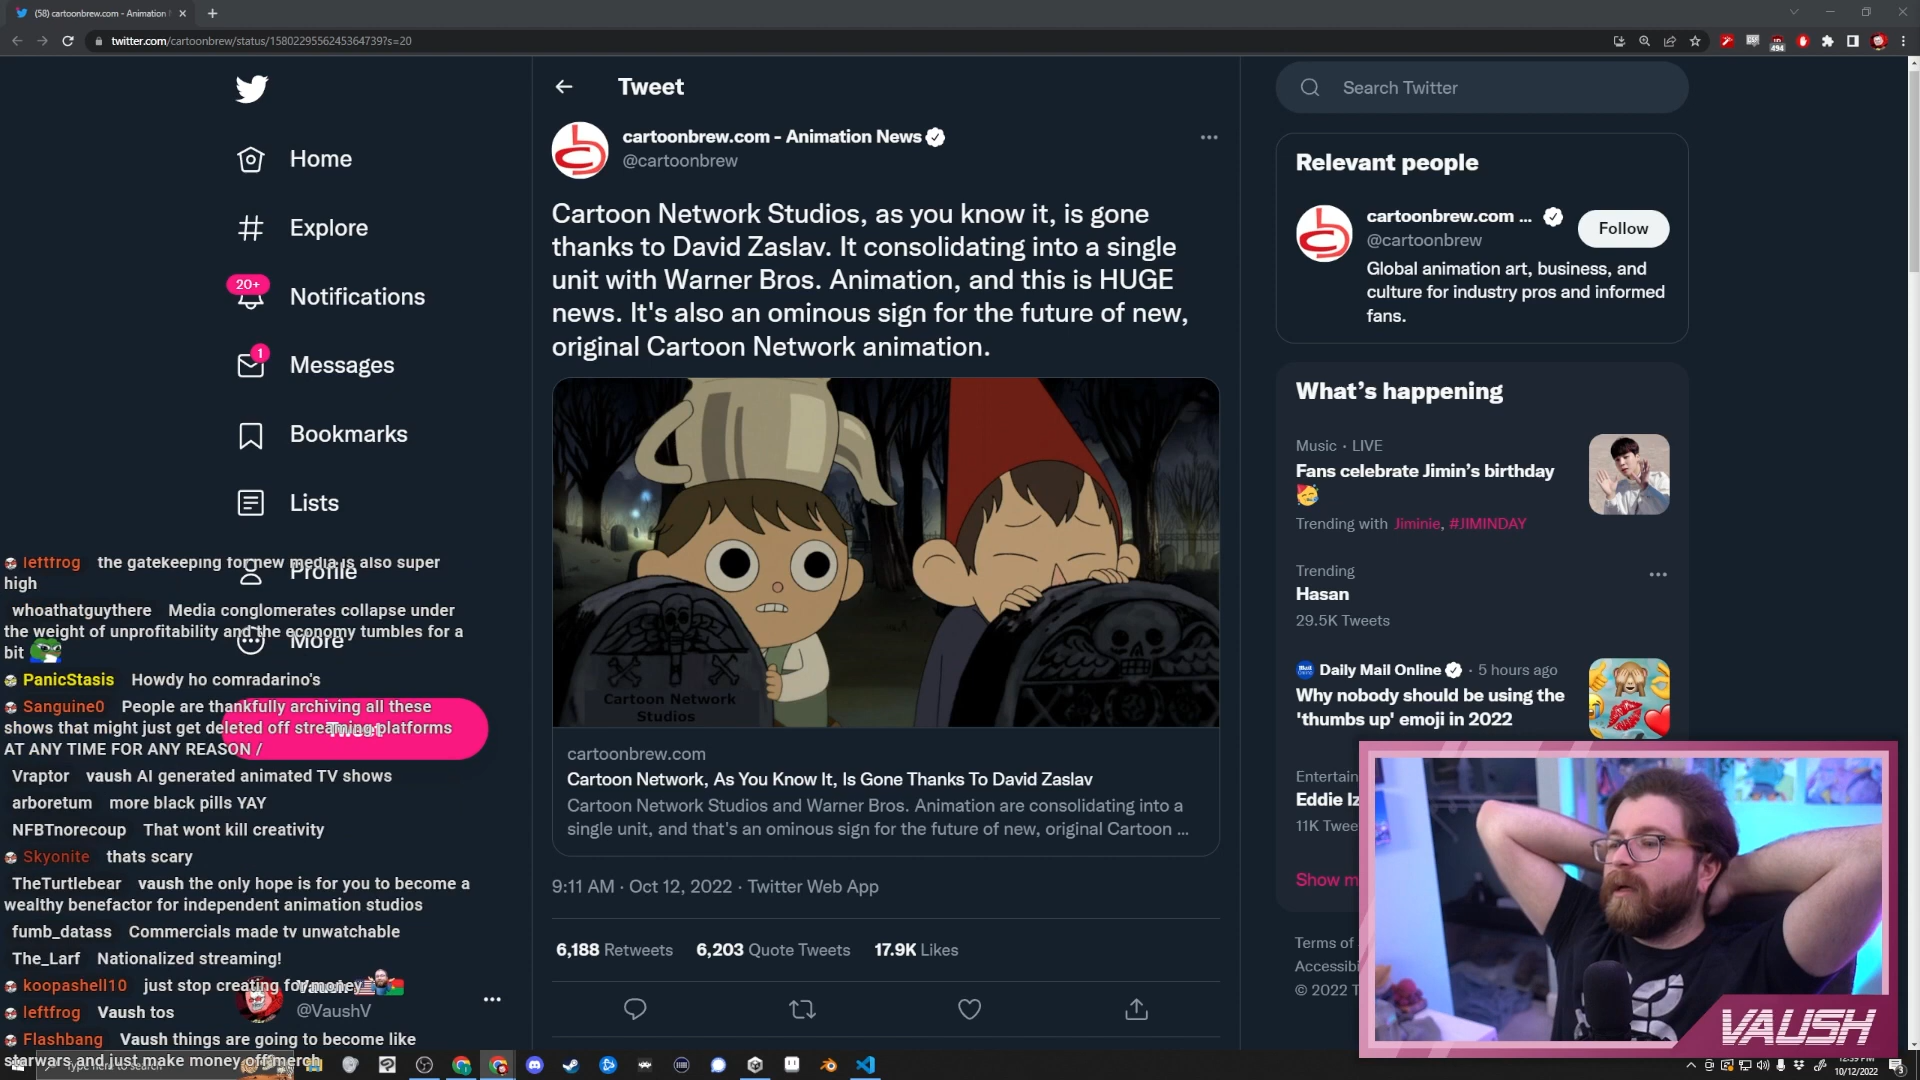 (58) cartoonbrew.com - Animation
twitter.com/cartoonbrew/status/1580229556245364739?s=20
494
Home
Explore
20+
Notifications
1
Messages
Bookmarks
Lists
Profile
More
Tweet
Vaush
@VaushV
leftfrog the gatekeeping for new media is also super
high
whoathatguythere Media conglomerates collapse under
the weight of unprofitability and the economy tumbles for a
bit
PanicStasis Howdy ho comradarino's
Sanguine0 People are thankfully archiving all these
shows that might just get deleted off streaming platforms
AT ANY TIME FOR ANY REASON /
Vraptor vaush AI generated animated TV shows
arboretum more black pills YAY
NFBTnorecoup That wont kill creativity
Skyonite thats scary
TheTurtlebear vaush the only hope is for you to become a
wealthy benefactor for independent animation studios
fumb_datass Commercials made tv unwatchable
The_Larf Nationalized streaming!
koopashell10 just stop creating for money
leftfrog Vaush tos
Flashbang Vaush things are going to become like
starwars and just make money off merch
Type here to search
Tweet
cartoonbrew.com - Animation News
@cartoonbrew
Cartoon Network Studios, as you know it, is gone
thanks to David Zaslav. It consolidating into a single
unit with Warner Bros. Animation, and this is HUGE
news. It's also an ominous sign for the future of new,
original Cartoon Network animation.
Cartoon Network
Studios
cartoonbrew.com
Cartoon Network, As You Know It, Is Gone Thanks To David Zaslav
Cartoon Network Studios and Warner Bros. Animation are consolidating into a
single unit, and that's an ominous sign for the future of new, original Cartoon ...
9:11 AM · Oct 12, 2022 · Twitter Web App
6,188 Retweets 6,203 Quote Tweets 17.9K Likes
Search Twitter
Relevant people
cartoonbrew.com ...
@cartoonbrew
Follow
Global animation art, business, and
culture for industry pros and informed
fans.
What's happening
Music · LIVE
Fans celebrate Jimin's birthday
Trending with Jiminie, #JIMINDAY
Trending
Hasan
29.5K Tweets
Daily Mail Online · 5 hours ago
Why nobody should be using the
'thumbs up' emoji in 2022
Entertain
Eddie Iz
11K Twee
Show m
Terms of
Accessibi
© 2022 T
VAUSH
12:39 PM
10/12/2022
3